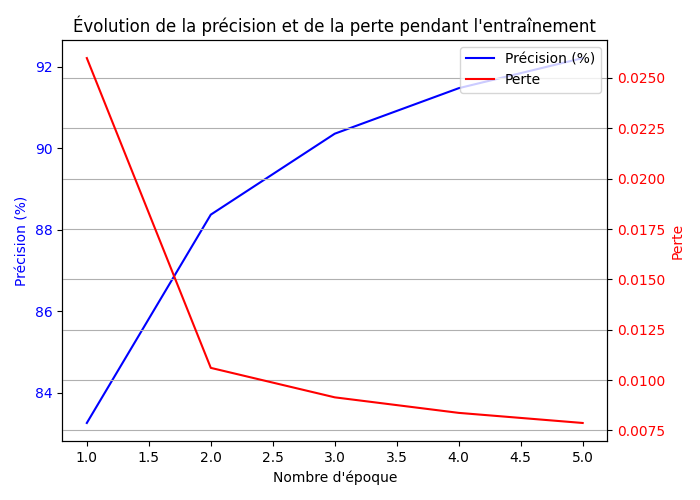 Évolution de la précision et de la perte pendant l'entraînement
Précision (%)
Perte
92
90
88
86
84
Précision (%)
0.0250
0.0225
0.0200
0.0175
0.0150
0.0125
0.0100
0.0075
Perte
1.0 1.5 2.0 2.5 3.0 3.5 4.0 4.5 5.0
Nombre d'époque